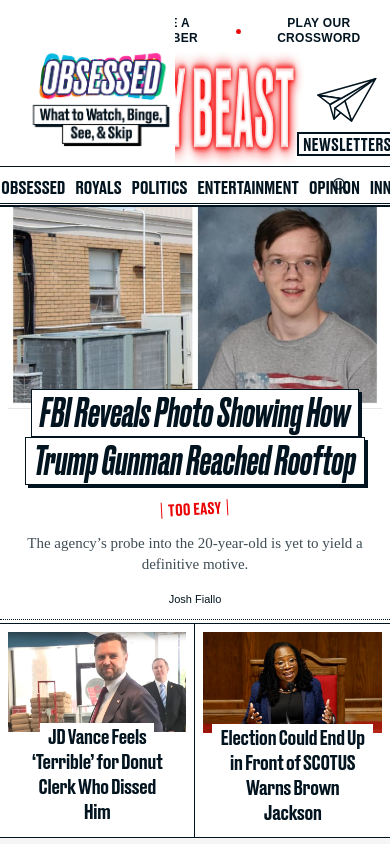 PLAY OUR
CROSSWORD
OBSESSED
What to Watch, Binge,
See, & Skip
Y BEAST
NEWSLETTERS
OBSESSED ROYALS POLITICS ENTERTAINMENT OPINION INN
FBI Reveals Photo Showing How
Trump Gunman Reached Rooftop
TOO EASY
The agency’s probe into the 20-year-old is yet to yield a
definitive motive.
Josh Fiallo
JD Vance Feels
‘Terrible’ for Donut
Clerk Who Dissed
Him
Election Could End Up
in Front of SCOTUS
Warns Brown
Jackson